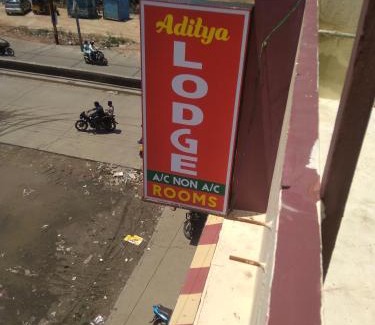 Aditya
LODGE
A/C NON A/C
ROOMS